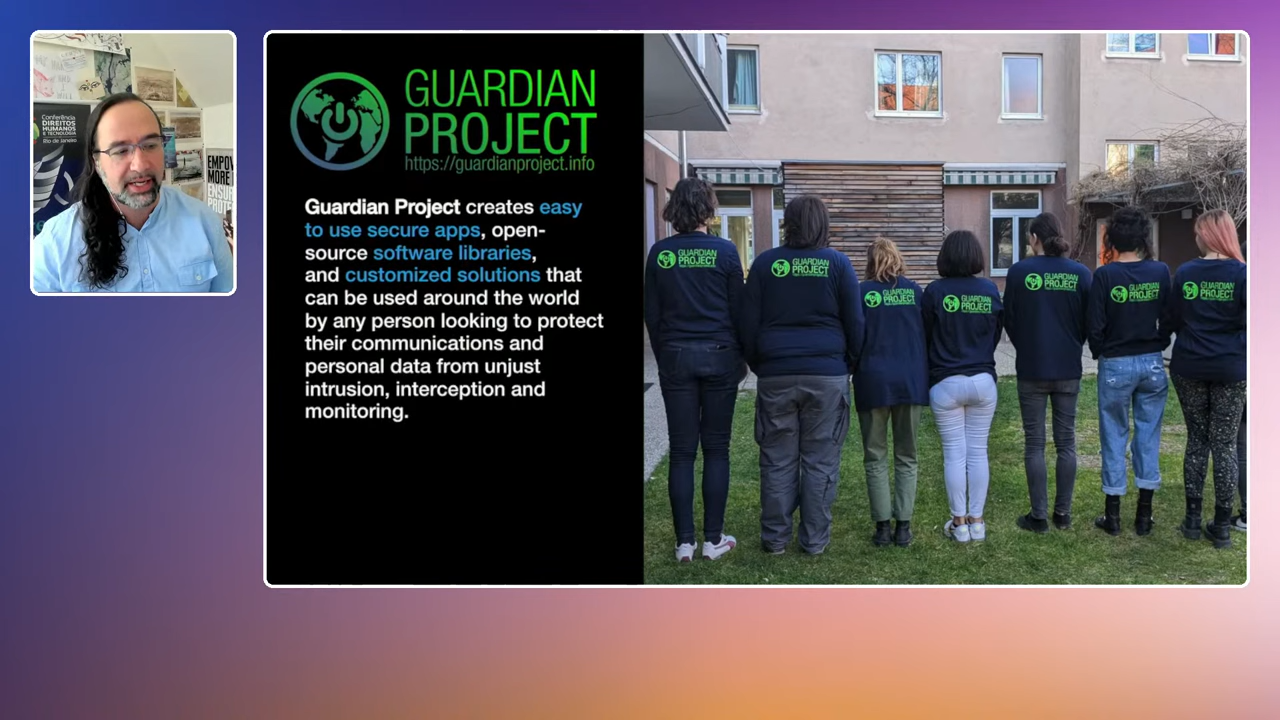 GUARDIAN
PROJECT
https://guardianproject.info
Guardian Project creates easy
to use secure apps, open-
source software libraries,
and customized solutions that
can be used around the world
by any person looking to protect
their communications and
personal data from unjust
intrusion, interception and
monitoring.
Conferência
DIREITOS
HUMANOS
E TECNOLOGIA
Rio de Janeiro
EMPOW
MORE
ENSUR
PROTE
GUARDIAN
PROJECT
GUARDIAN
PROJECT
GUARDIAN
PROJECT
GUARDIAN
PROJECT
GUARDIAN
PROJECT
GUARDIAN
PROJECT
GUARDIAN
PROJECT